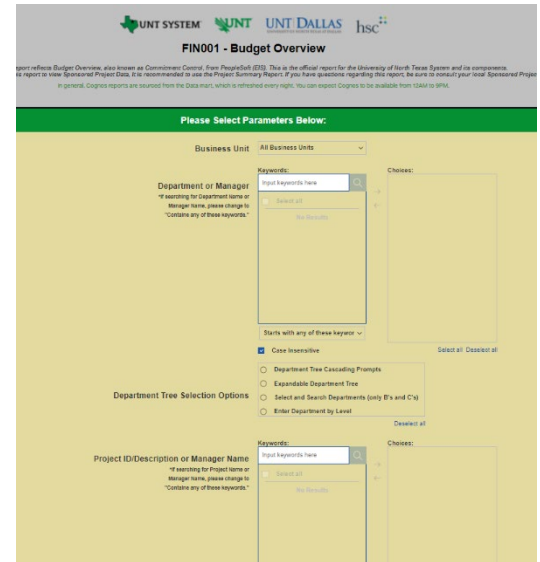 UNT SYSTEM UNT UNT DALLAS hsc
FIN001 - Budget Overview
eport reflects Budget Overview, also known as Commitment Control, from PeopleSoft (EIS). This is the official report for the University of North Texas System and its components.
es report to view Sponsored Project Data, it is recommended to use the Project Summary Report. If you have questions regarding this report, be sure to consult your local Sponsored Projec
In general, Cognos reports are sourced from the Data mart, which is refreshed every night. You can expect Cognos to be available from 12AM to 9PM.
Please Select Parameters Below:
Business Unit All Business Units
Keywords: Choices:
Department or Manager Input keywords here
*If searching for Department Name or Select all
Manager Name, please change to
"Contains any of these keywords." No Results
Starts with any of these keywor
Case Insensitive Select all Deselect all
Department Tree Cascading Prompts
Expandable Department Tree
Department Tree Selection Options Select and Search Departments (only B's and C's)
Enter Department by Level
Deselect all
Keywords: Choices:
Project ID/Description or Manager Name Input keywords here
*If searching for Project Name or Select all
Manager Name, please change to
"Contains any of these keywords." No Results